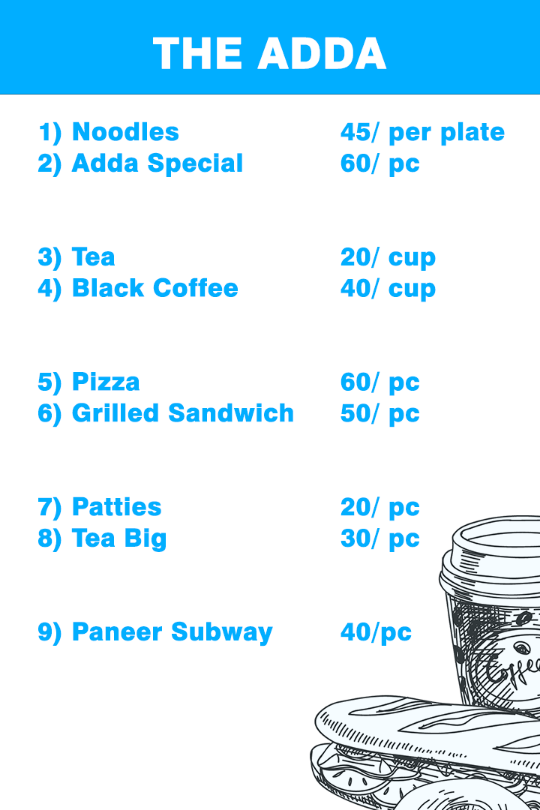 THE ADDA
1) Noodles 45/ per plate
2) Adda Special 60/ pc
3) Tea 20/ cup
4) Black Coffee 40/ cup
5) Pizza 60/ pc
6) Grilled Sandwich 50/ pc
7) Patties 20/ pc
8) Tea Big 30/ pc
9) Paneer Subway 40/pc
Coffee